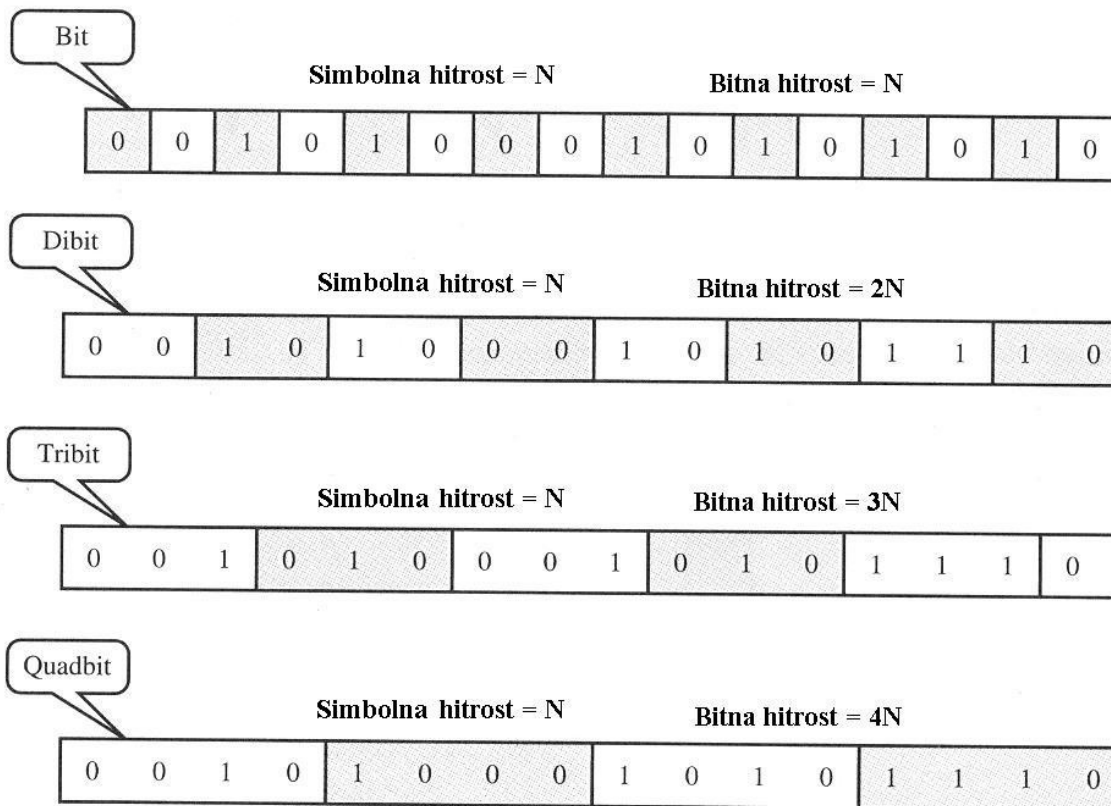 Bit
Simbolna hitrost = N Bitna hitrost = N
0 0 1 0 1 0 0 0 1 0 1 0 1 0 1 0
Dibit
Simbolna hitrost = N Bitna hitrost = 2N
0 0 1 0 1 0 0 0 1 0 1 0 1 1 1 0
Tribit
Simbolna hitrost = N Bitna hitrost = 3N
0 0 1 0 1 0 0 0 1 0 1 0 1 1 1 0
Quadbit
Simbolna hitrost = N Bitna hitrost = 4N
0 0 1 0 1 0 0 0 1 0 1 0 1 1 1 0